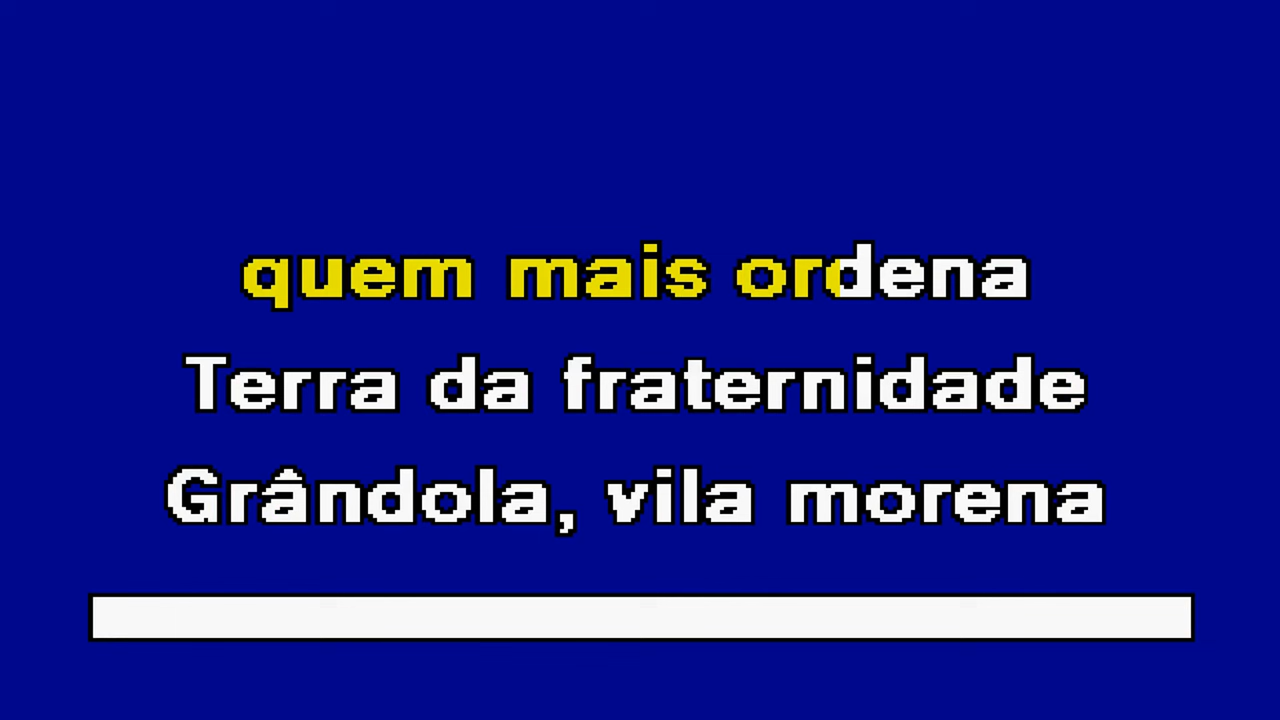 quem mais ordena
Terra da fraternidade
Grândola, vila morena